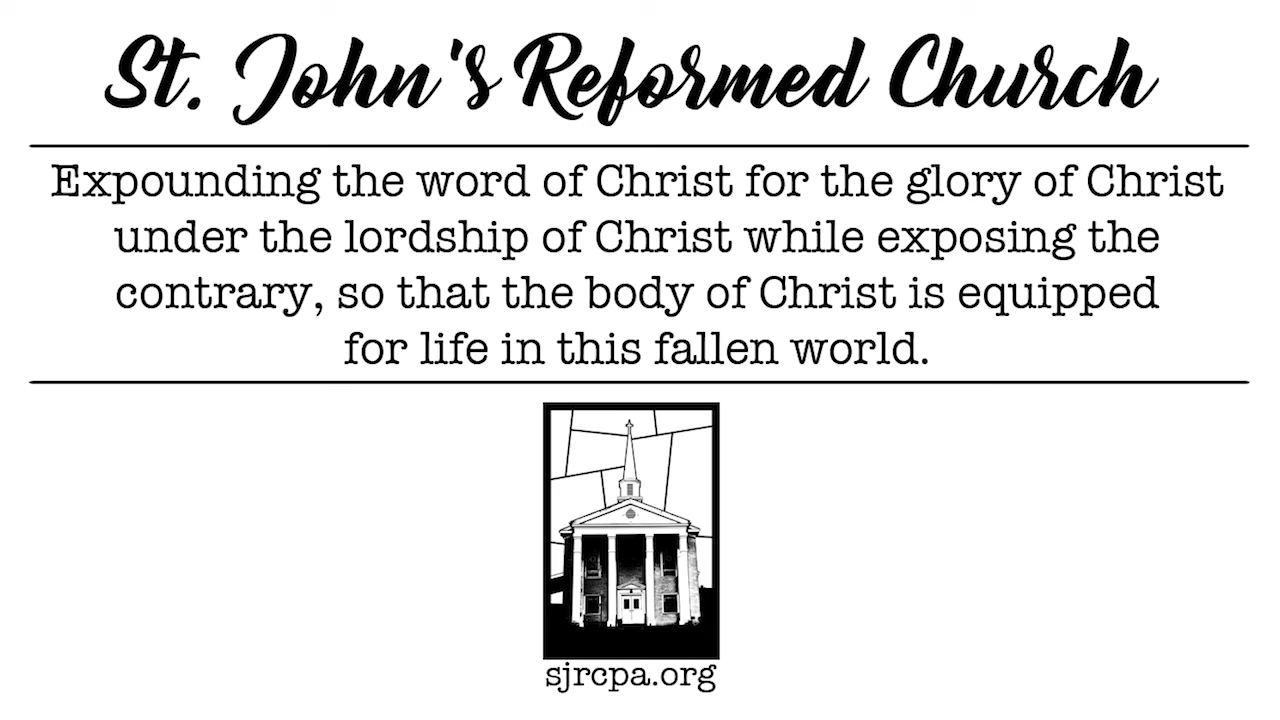 St. John's Reformed Church
Expounding the word of Christ for the glory of Christ
under the lordship of Christ while exposing the
contrary, so that the body of Christ is equipped
for life in this fallen world.
sjrcpa.org